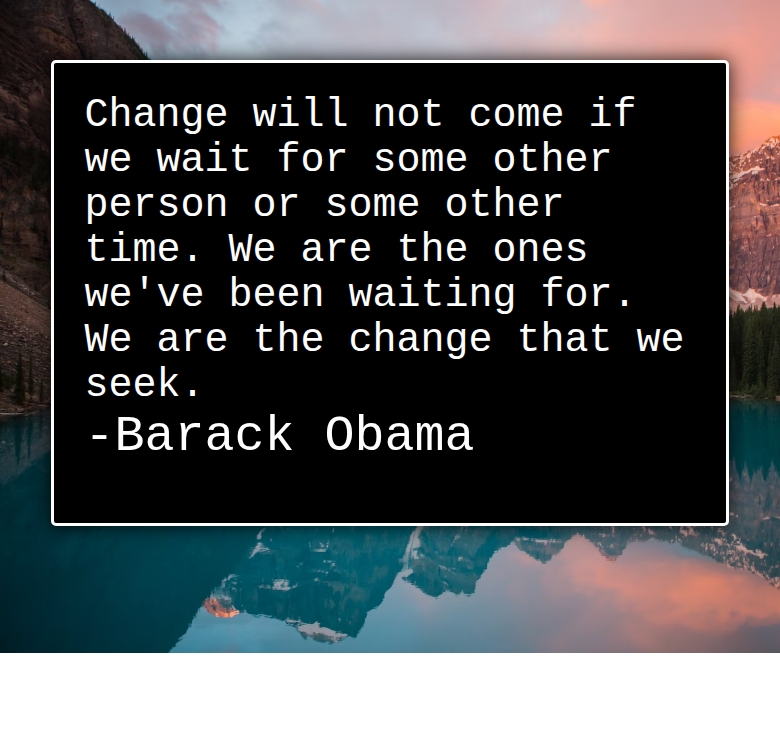 Change will not come if
we wait for some other
person or some other
time. We are the ones
we've been waiting for.
We are the change that we
seek.
-Barack Obama